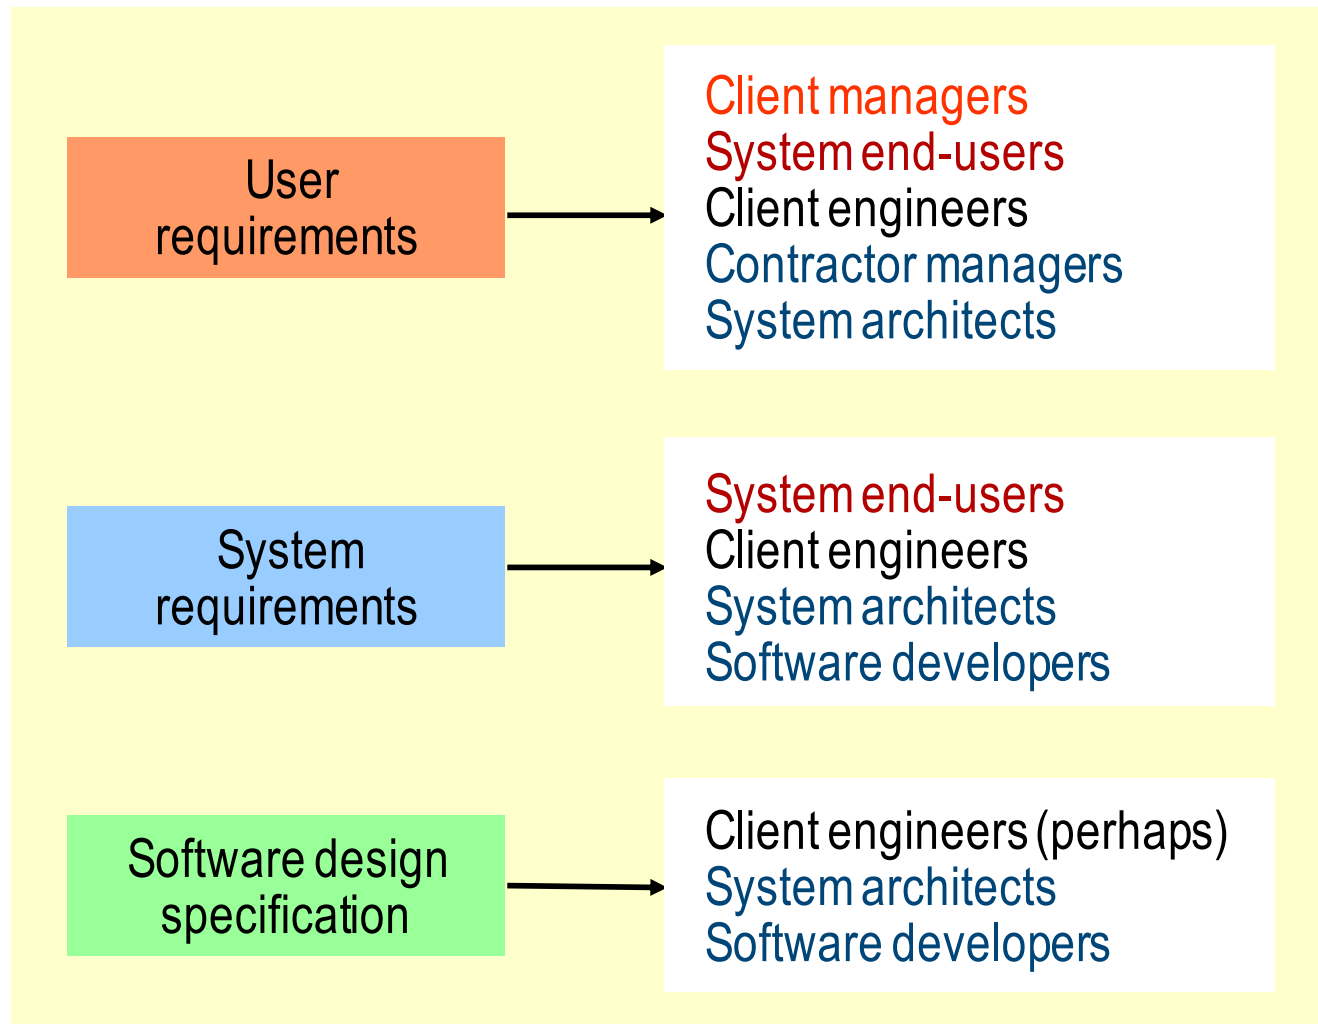 User
requirements
Client managers
System end-users
Client engineers
Contractor managers
System architects
System
requirements
System end-users
Client engineers
System architects
Software developers
Software design
specification
Client engineers (perhaps)
System architects
Software developers